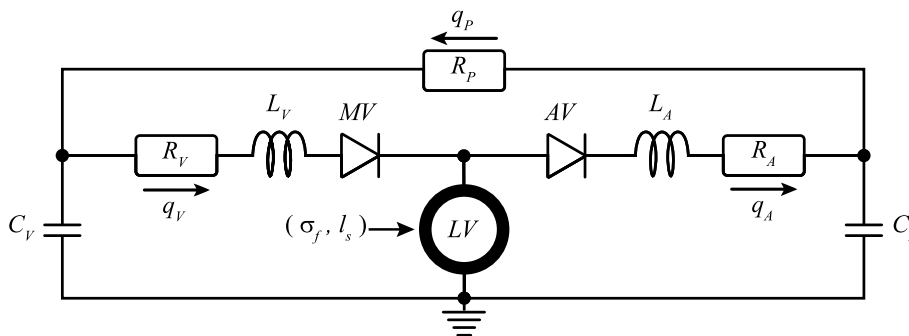 q_P
R_P
L_V
MV
AV
L_A
R_V
R_A
q_V
q_A
C_V
(σ_f, l_s)
LV
C